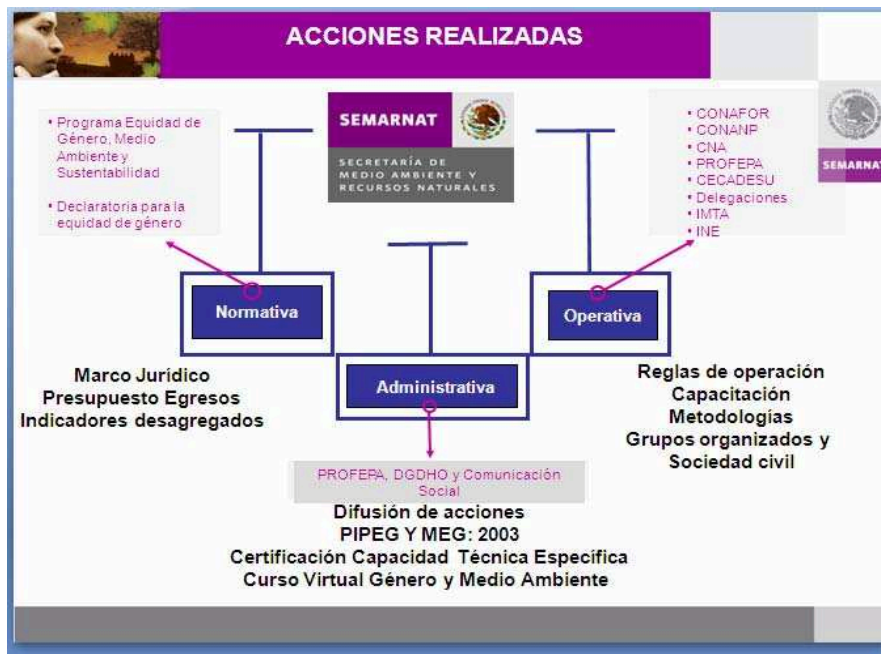 ACCIONES REALIZADAS
• Programa Equidad de
Género, Medio
Ambiente y
Sustentabilidad
• Declaratoria para la
equidad de género
SEMARNAT
SECRETARÍA DE
MEDIO AMBIENTE Y
RECURSOS NATURALES
• CONAFOR
• CONANP
• CNA
• PROFEPA
• CECADESU
• Delegaciones
• IMTA
• INE
SEMARNAT
Normativa
Marco Jurídico
Presupuesto Egresos
Indicadores desagregados
Administrativa
PROFEPA, DGDHO y Comunicación
Social
Difusión de acciones
PIPEG Y MEG: 2003
Certificación Capacidad Técnica Específica
Curso Virtual Género y Medio Ambiente
Operativa
Reglas de operación
Capacitación
Metodologías
Grupos organizados y
Sociedad civil